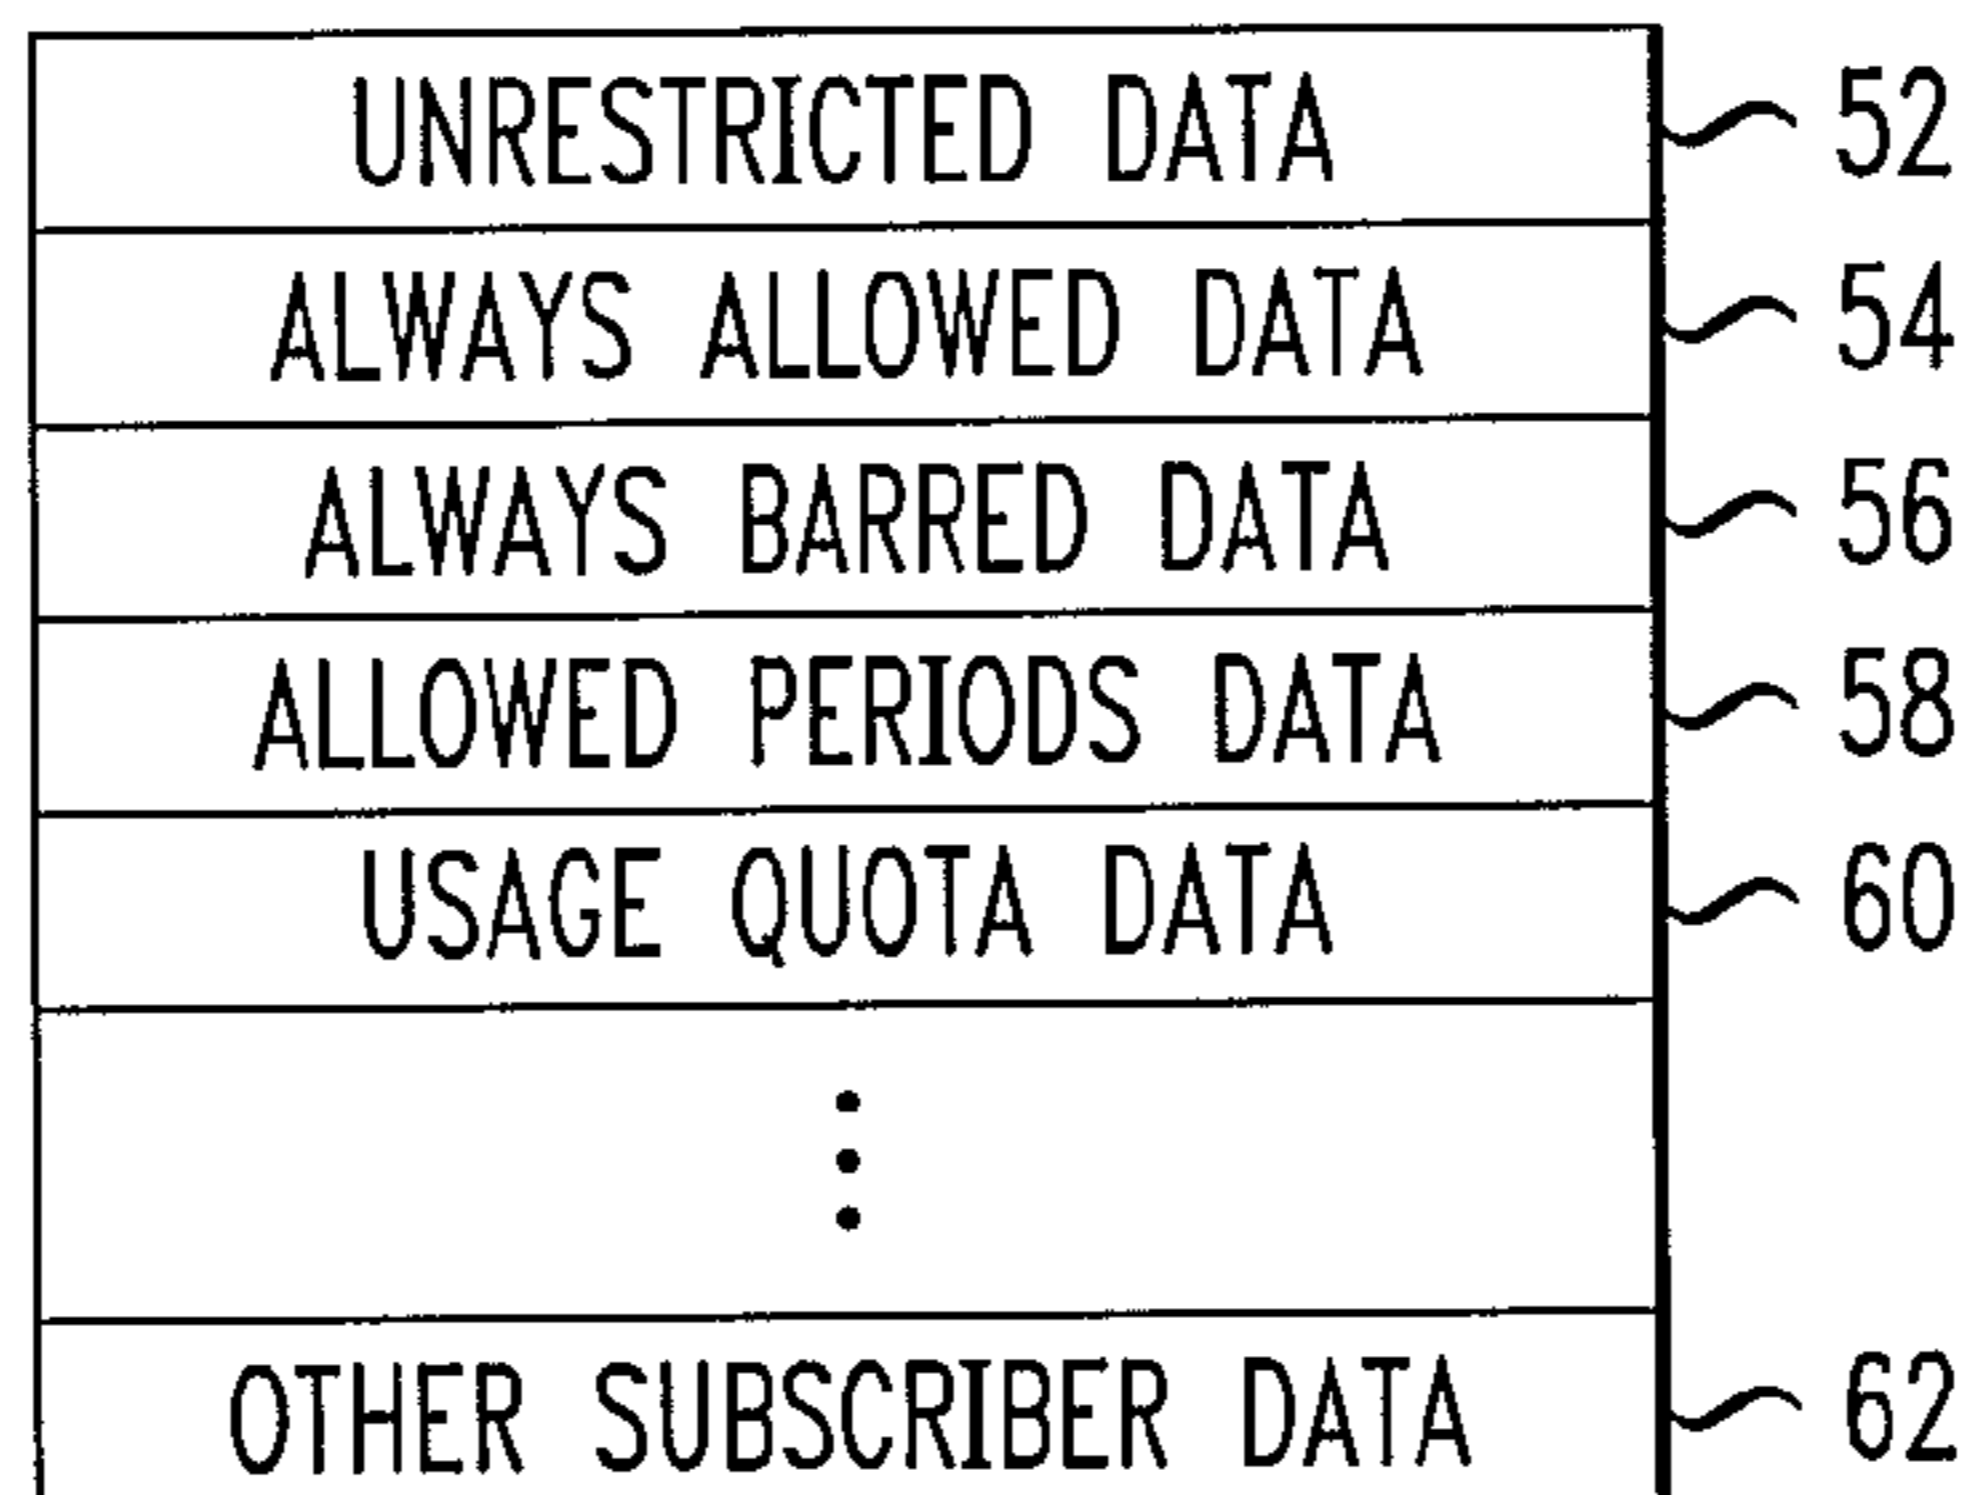 UNRESTRICTED DATA 52
ALWAYS ALLOWED DATA 54
ALWAYS BARRED DATA 56
ALLOWED PERIODS DATA 58
USAGE QUOTA DATA 60
OTHER SUBSCRIBER DATA 62